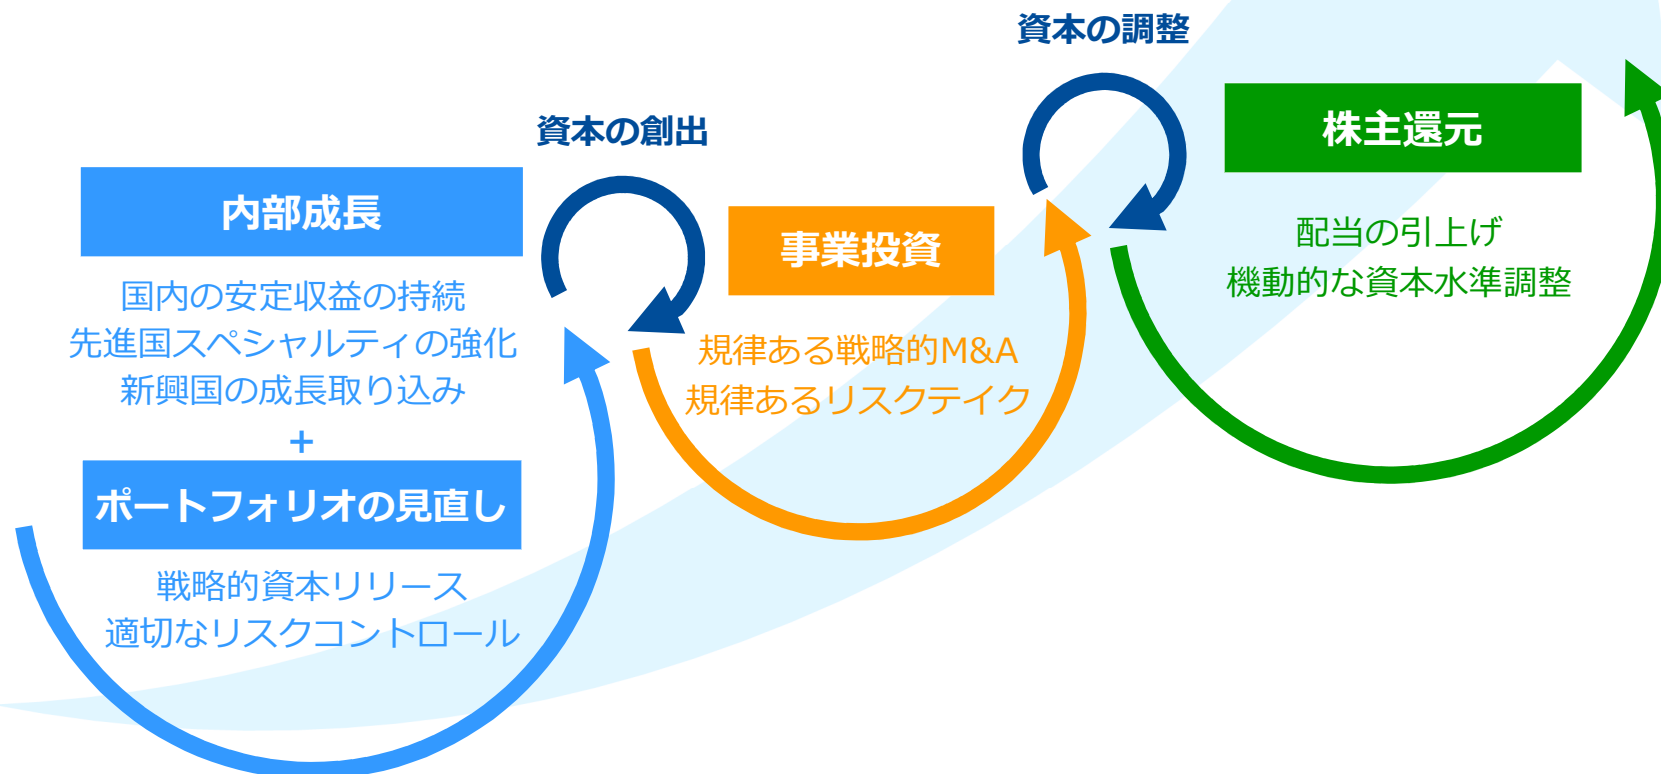 内部成長
国内の安定収益の持続
先進国スペシャルティの強化
新興国の成長取り込み
+
ポートフォリオの見直し
戦略的資本リリース
適切なリスクコントロール
資本の創出
事業投資
規律ある戦略的M&A
規律あるリスクテイク
資本の調整
株主還元
配当の引上げ
機動的な資本水準調整